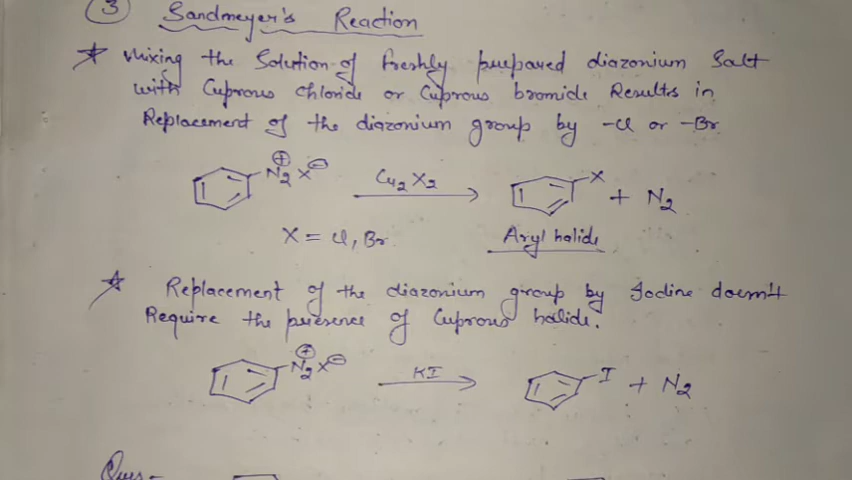 3 Sandmeyer's Reaction
Mixing the Solution of freshly prepared diazonium Salt
with Cuprous chloride or Cuprous bromide Results in
Replacement of the diazonium group by -Cl or -Br
N2⊕ X⊖ Cu2X2 X + N2
X = Cl, Br Aryl halide
Replacement of the diazonium group by Iodine doesn't
Require the presence of Cuprous halide.
N2⊕ X⊖ KI I + N2
Ques-